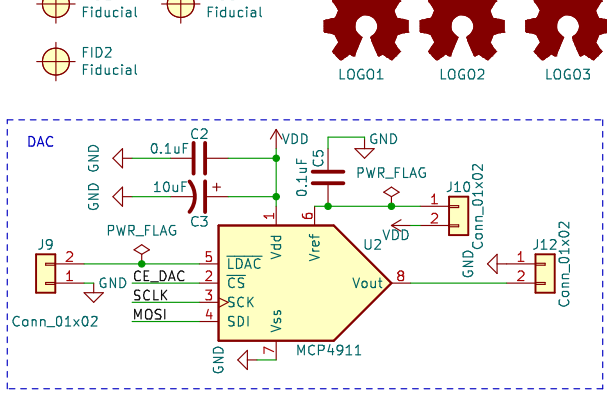 Fiducial
Fiducial
FID2
Fiducial
LOGO1
LOGO2
LOGO3
DAC
C2
0.1uF
GND
VDD
10uF
+
C3
GND
C5
0.1uF
GND
PWR_FLAG
J10
1
2
Conn_01x02
VDD
PWR_FLAG
J9
2
1
GND
Conn_01x02
CE_DAC
SCLK
MOSI
5
2
3
4
LDAC
CS
SCK
SDI
1
Vdd
6
Vref
U2
Vout
8
Vss
7
GND
MCP4911
J12
GND
1
2
Conn_01x02